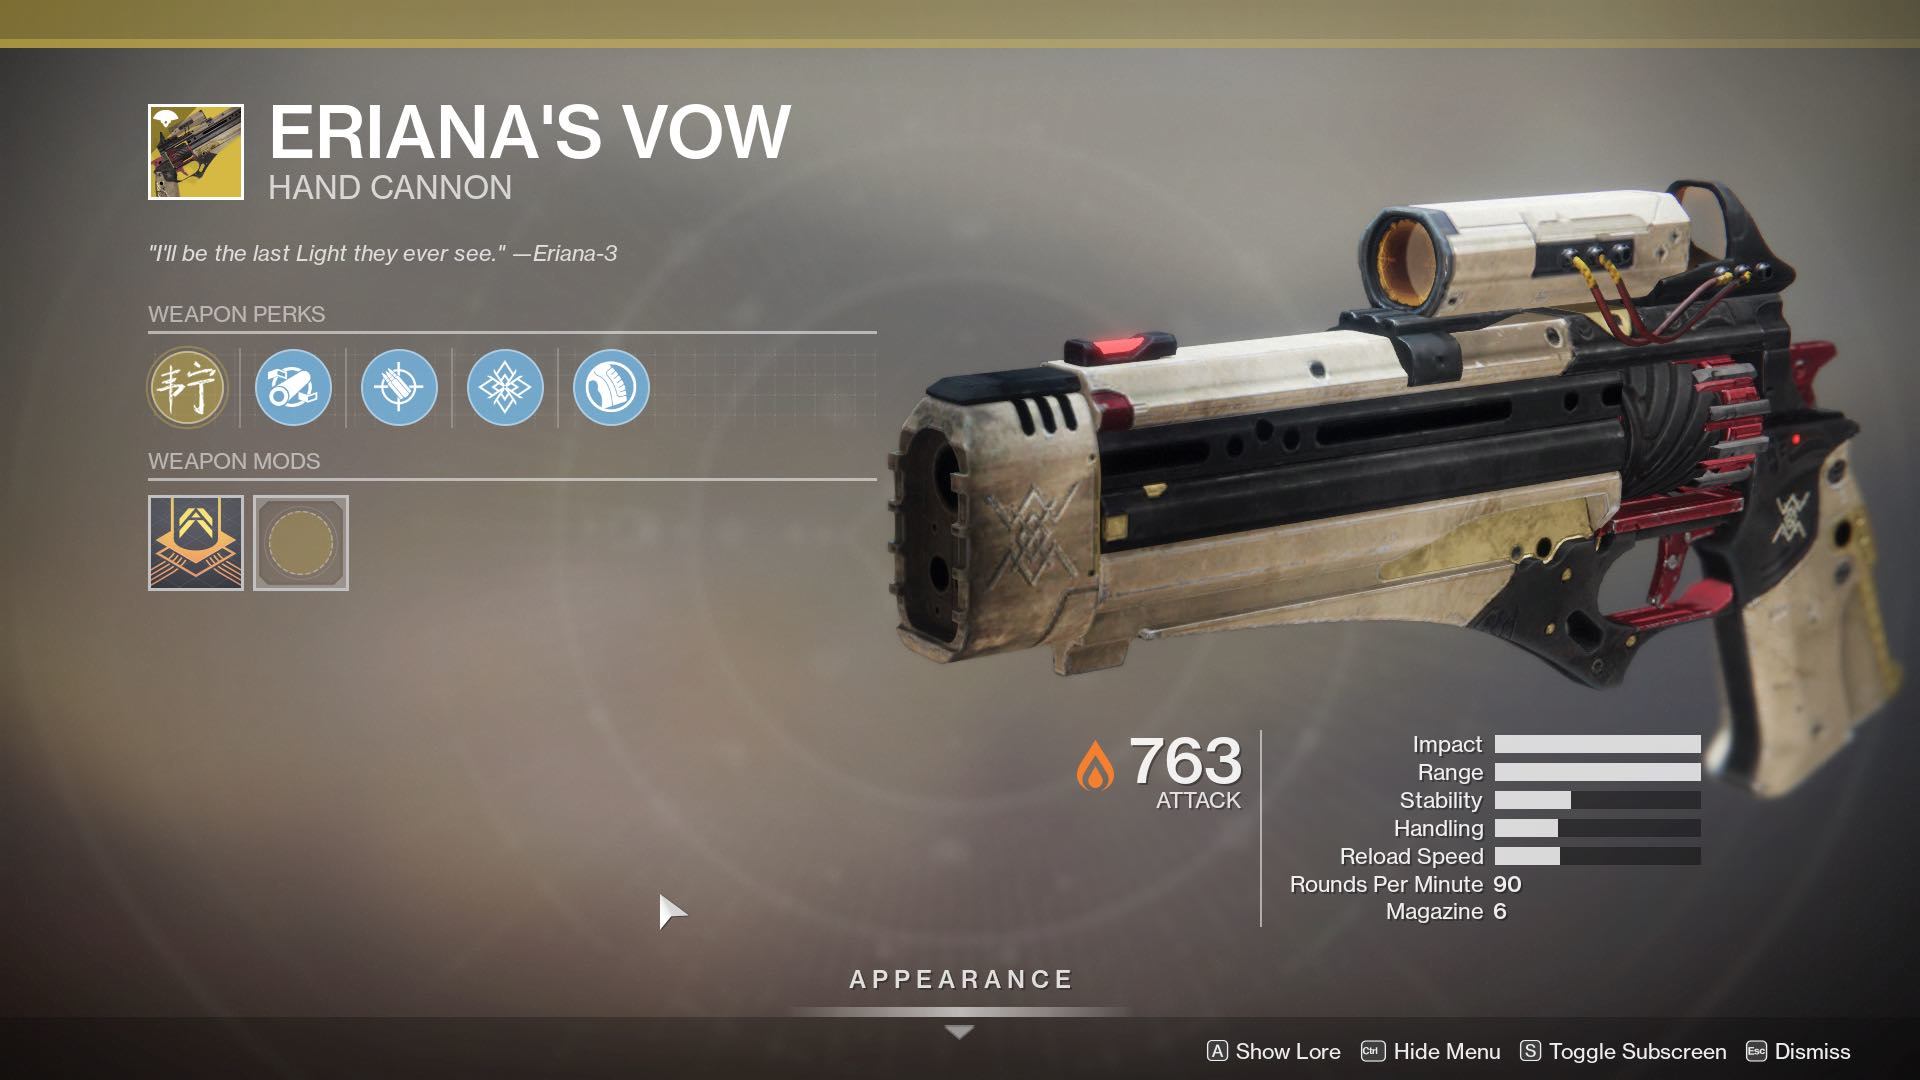 ERIANA'S VOW
HAND CANNON
"I'll be the last Light they ever see." —Eriana-3
WEAPON PERKS
WEAPON MODS
763
ATTACK
Impact
Range
Stability
Handling
Reload Speed
Rounds Per Minute 90
Magazine 6
APPEARANCE
A Show Lore Ctrl Hide Menu S Toggle Subscreen Esc Dismiss